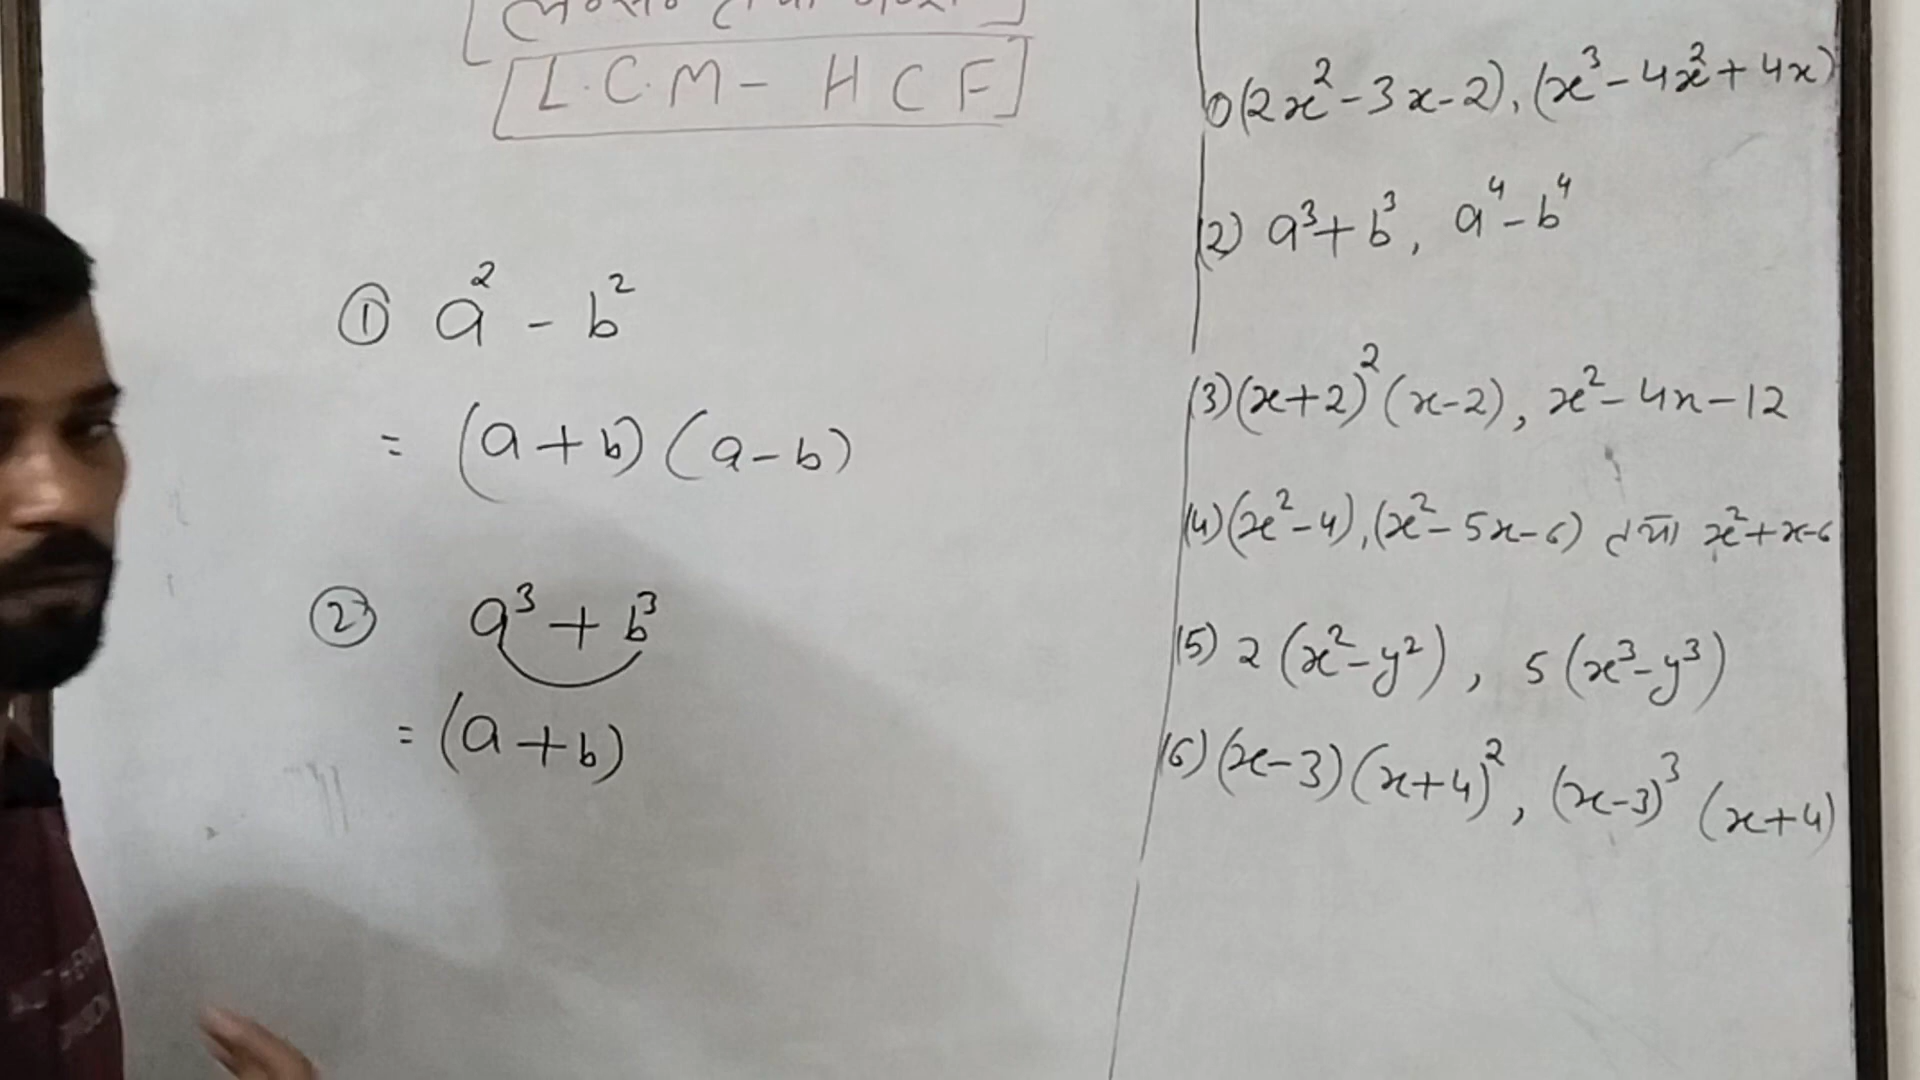 [L.C.M - H C F]
① a² - b²
= (a+b) (a-b)
② a³ + b³
= (a+b)
1) (2x² - 3x - 2), (x³ - 4x² + 4x)
(2) a³ + b³, a⁴ - b⁴
(3) (x+2)² (x-2), x² - 4x - 12
(4) (x² - 4), (x² - 5x - 6) तथा x² + x - 6
(5) 2 (x² - y²), 5 (x³ - y³)
(6) (x-3) (x+4)², (x-3)³ (x+4)